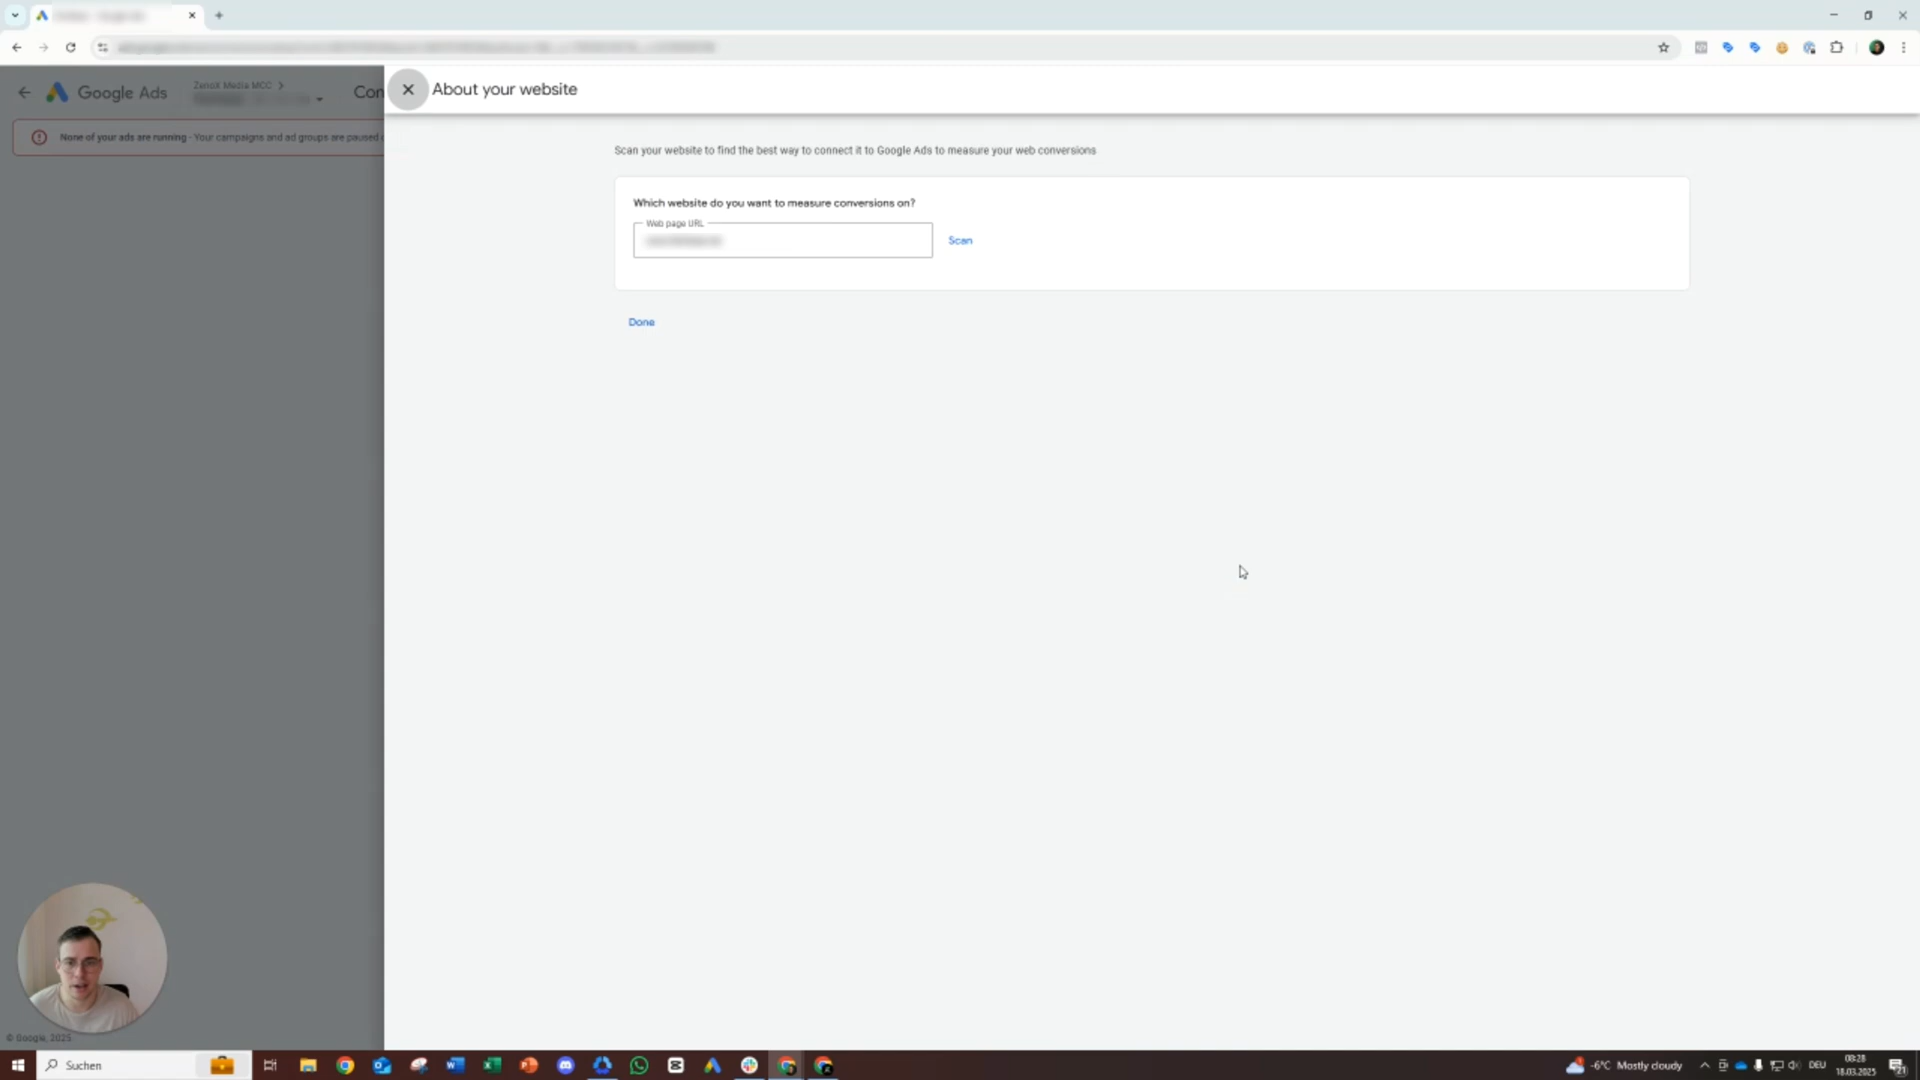 Google Ads
ZenoX Media MCC
Con
About your website
None of your ads are running - Your campaigns and ad groups are paused
Scan your website to find the best way to connect it to Google Ads to measure your web conversions
Which website do you want to measure conversions on?
Web page URL
Scan
Done
© Google, 2025
Suchen
-6°C Mostly cloudy
DEU
08:28
18.03.2025
21